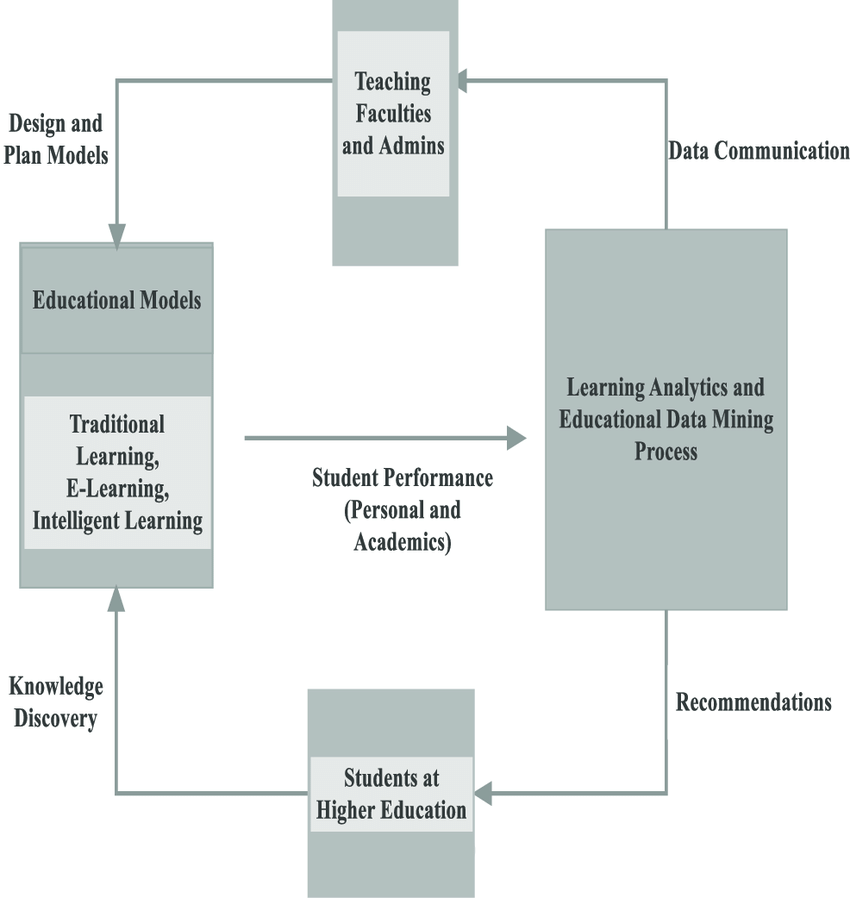 Teaching
Faculties
and Admins
Design and
Plan Models
Data Communication
Educational Models
Traditional
Learning,
E-Learning,
Intelligent Learning
Learning Analytics and
Educational Data Mining
Process
Student Performance
(Personal and
Academics)
Knowledge
Discovery
Recommendations
Students at
Higher Education